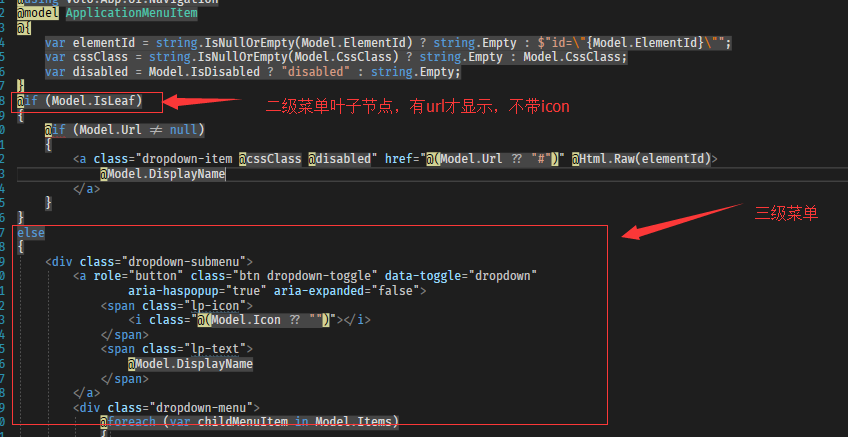 @using Volo.Abp.UI.Navigation
@model ApplicationMenuItem
@{
var elementId = string.IsNullOrEmpty(Model.ElementId) ? string.Empty : $"id=\"{Model.ElementId}\"";
var cssClass = string.IsNullOrEmpty(Model.CssClass) ? string.Empty : Model.CssClass;
var disabled = Model.IsDisabled ? "disabled" : string.Empty;
}
@if (Model.IsLeaf) 二级菜单叶子节点，有url才显示，不带icon
{
@if (Model.Url ≠ null)
{
<a class="dropdown-item @cssClass @disabled" href="@(Model.Url ?? "#")" @Html.Raw(elementId)>
@Model.DisplayName
</a>
}
}
三级菜单
else
{
<div class="dropdown-submenu">
<a role="button" class="btn dropdown-toggle" data-toggle="dropdown"
aria-haspopup="true" aria-expanded="false">
<span class="lp-icon">
<i class="@(Model.Icon ?? "")"></i>
</span>
<span class="lp-text">
@Model.DisplayName
</span>
</a>
<div class="dropdown-menu">
@foreach (var childMenuItem in Model.Items)
{